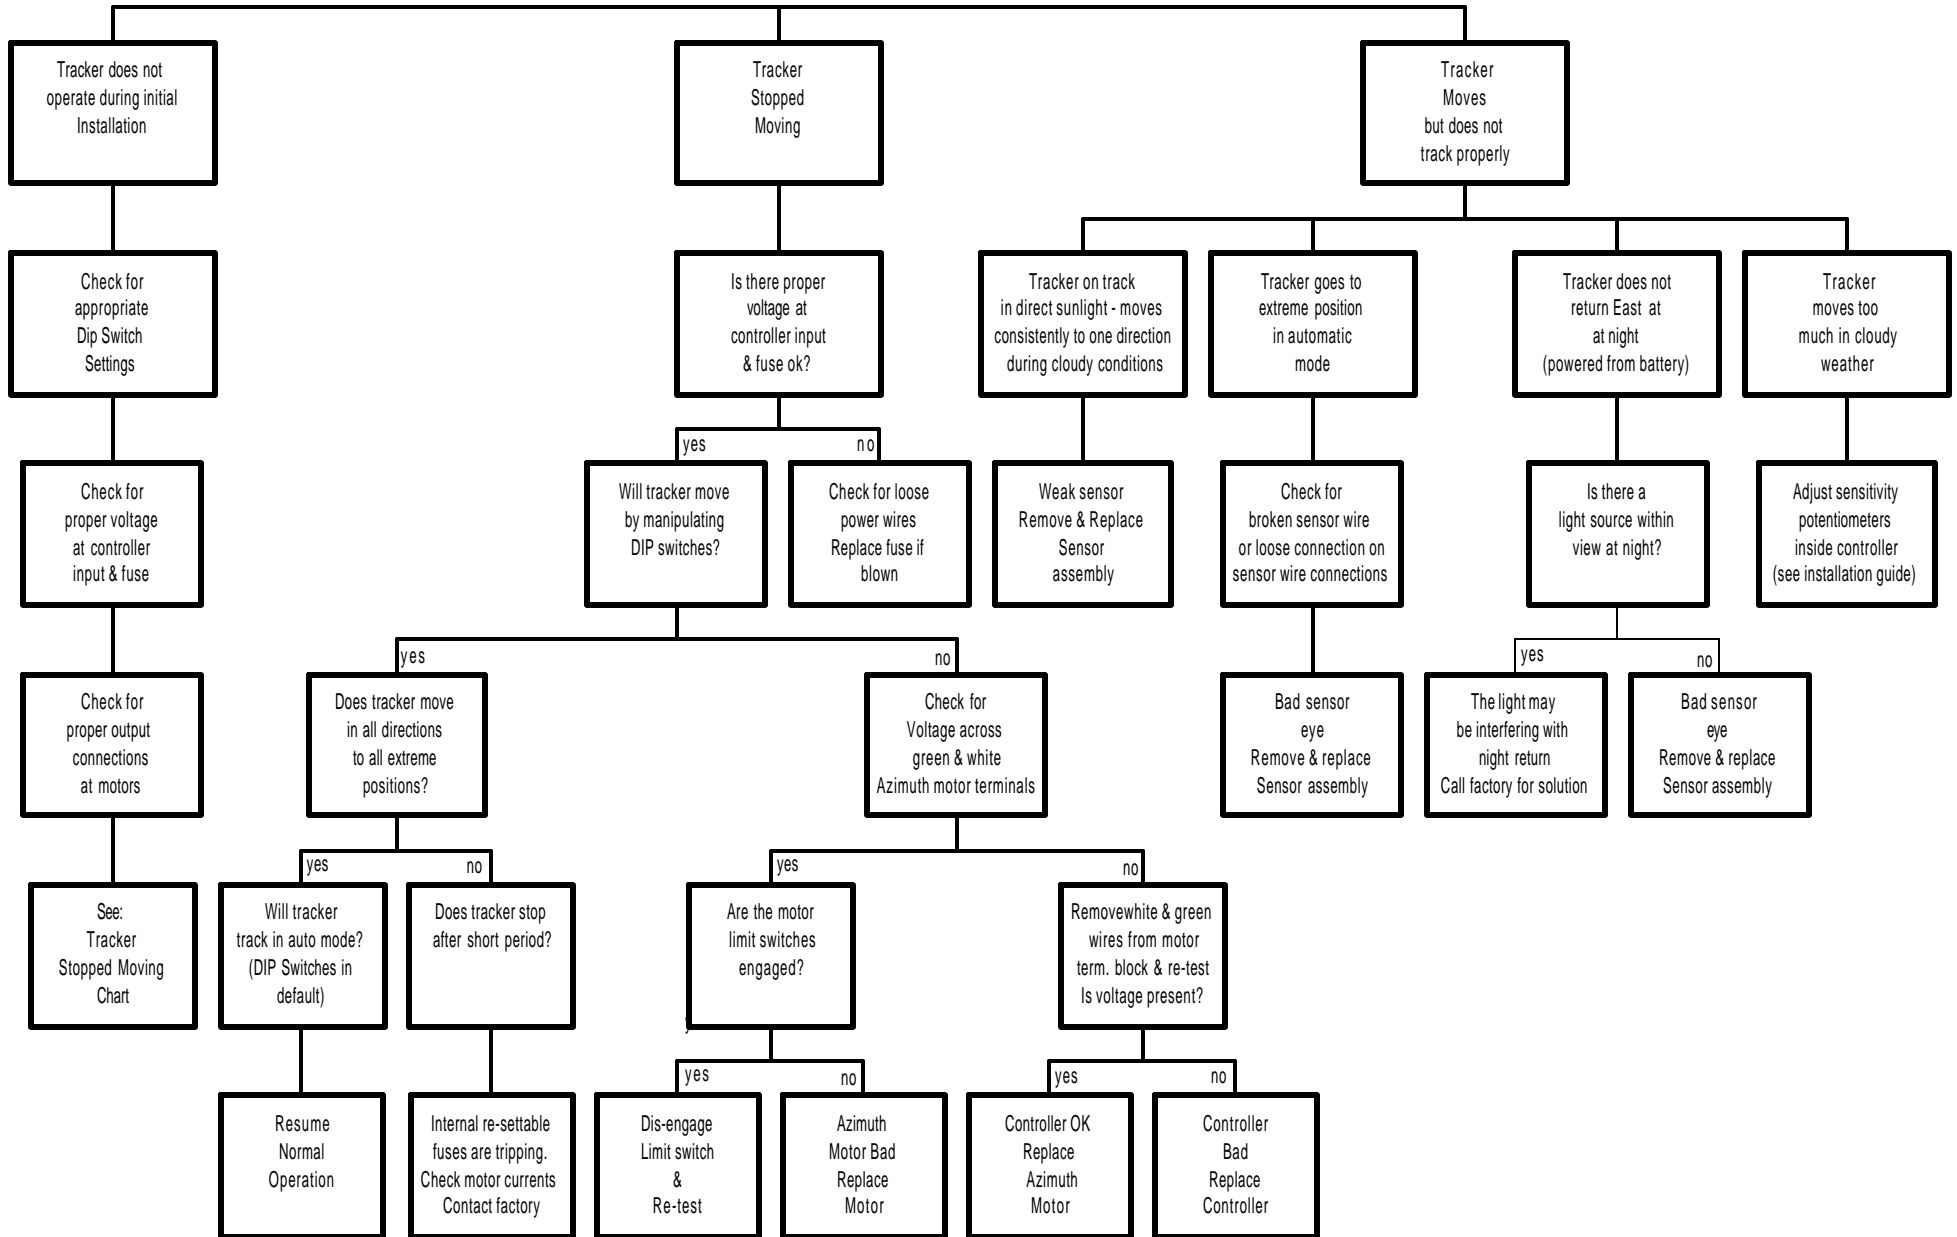 Tracker does not
operate during initial
Installation
Tracker
Stopped
Moving
Tracker
Moves
but does not
track properly
Check for
appropriate
Dip Switch
Settings
Is there proper
voltage at
controller input
& fuse ok?
Tracker on track
in direct sunlight - moves
consistently to one direction
during cloudy conditions
Tracker goes to
extreme position
in automatic
mode
Tracker does not
return East at
at night
(powered from battery)
Tracker
moves too
much in cloudy
weather
yes
no
Check for
proper voltage
at controller
input & fuse
Will tracker move
by manipulating
DIP switches?
Check for loose
power wires
Replace fuse if
blown
Weak sensor
Remove & Replace
Sensor
assembly
Check for
broken sensor wire
or loose connection on
sensor wire connections
Is there a
light source within
view at night?
Adjust sensitivity
potentiometers
inside controller
(see installation guide)
yes
no
yes
no
Check for
proper output
connections
at motors
Does tracker move
in all directions
to all extreme
positions?
Check for
Voltage across
green & white
Azimuth motor terminals
Bad sensor
eye
Remove & replace
Sensor assembly
The light may
be interfering with
night return
Call factory for solution
Bad sensor
eye
Remove & replace
Sensor assembly
yes
no
yes
no
See:
Tracker
Stopped Moving
Chart
Will tracker
track in auto mode?
(DIP Switches in
default)
Does tracker stop
after short period?
Are the motor
limit switches
engaged?
Removewhite & green
wires from motor
term. block & re-test
Is voltage present?
yes
no
yes
no
Resume
Normal
Operation
Internal re-settable
fuses are tripping.
Check motor currents
Contact factory
Dis-engage
Limit switch
&
Re-test
Azimuth
Motor Bad
Replace
Motor
Controller OK
Replace
Azimuth
Motor
Controller
Bad
Replace
Controller